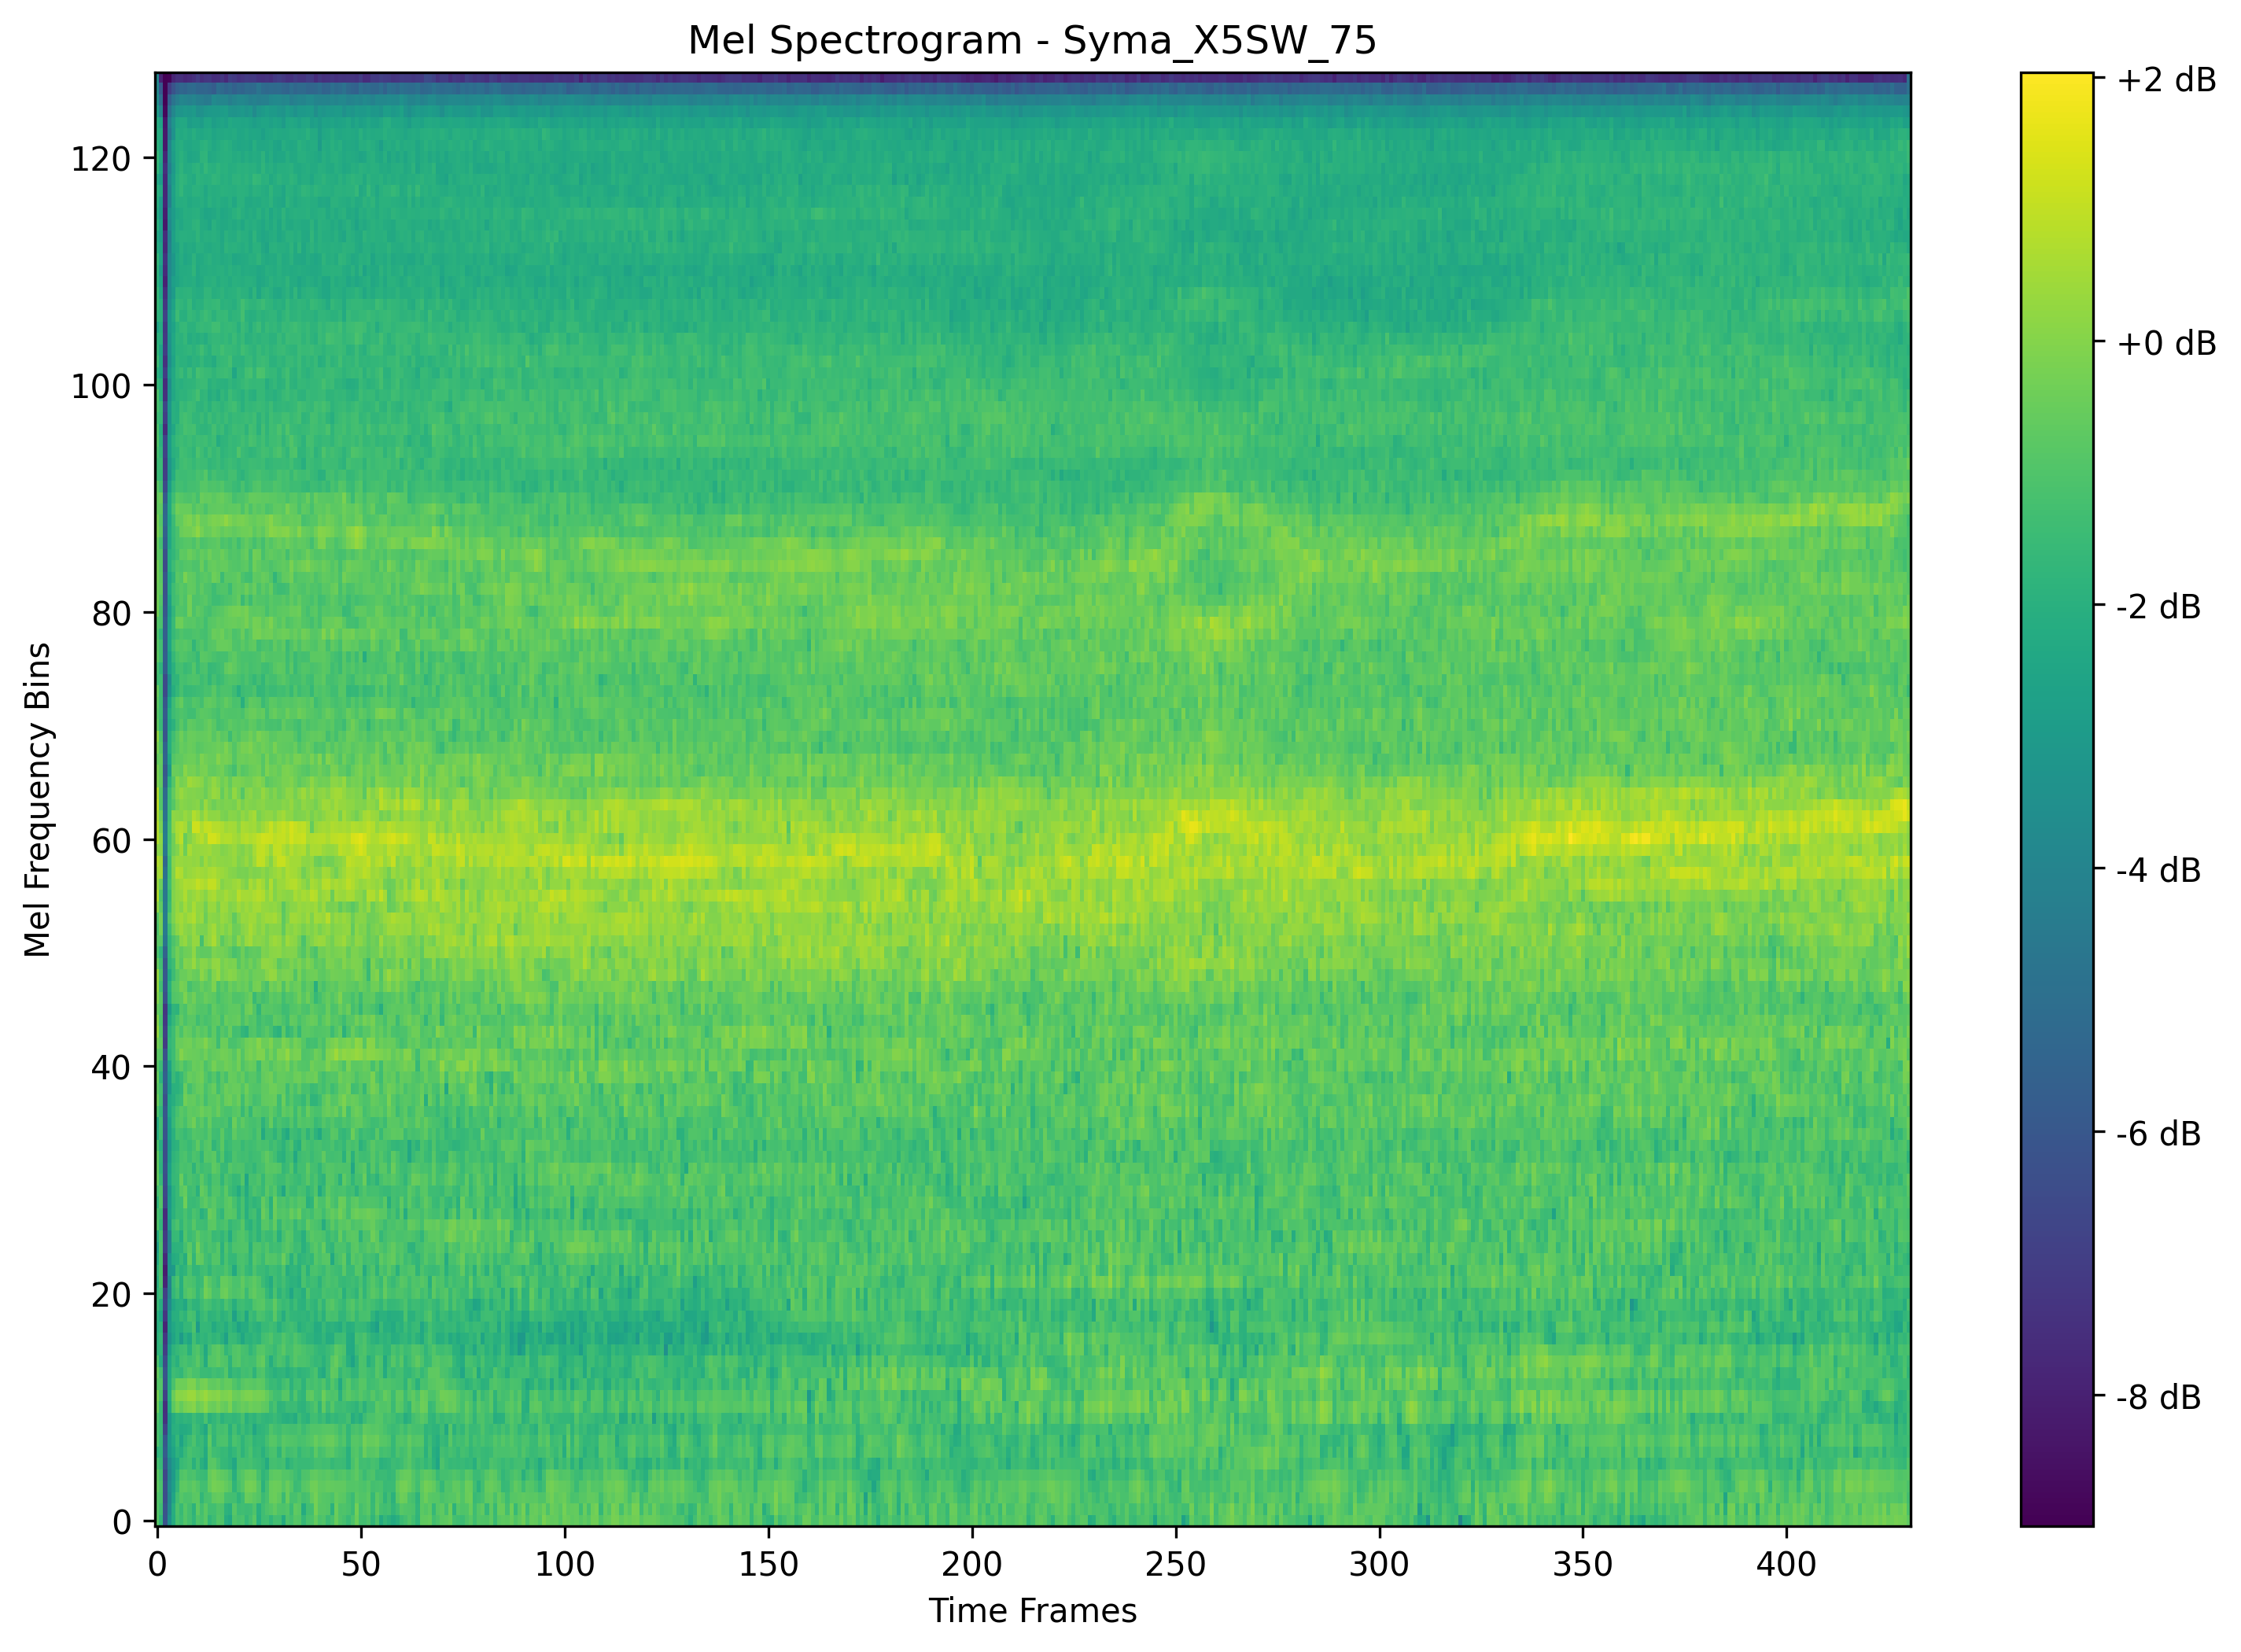 Mel Spectrogram - Syma_X5SW_75
Mel Frequency Bins
120
100
80
60
40
20
0
0 50 100 150 200 250 300 350 400
Time Frames
+2 dB
+0 dB
-2 dB
-4 dB
-6 dB
-8 dB